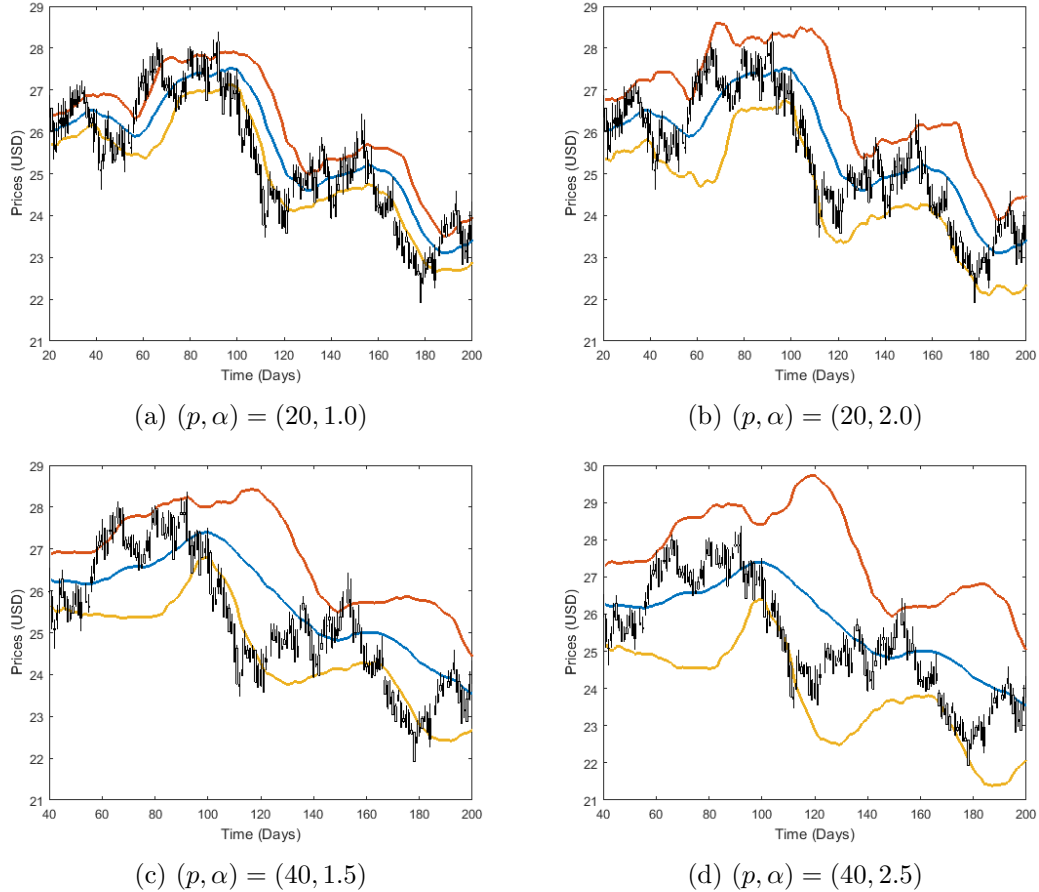 29
28
27
26
25
24
23
22
21
Prices (USD)
20 40 60 80 100 120 140 160 180 200
Time (Days)
(a) (p, α) = (20, 1.0)
29
28
27
26
25
24
23
22
21
Prices (USD)
20 40 60 80 100 120 140 160 180 200
Time (Days)
(b) (p, α) = (20, 2.0)
29
28
27
26
25
24
23
22
21
Prices (USD)
40 60 80 100 120 140 160 180 200
Time (Days)
(c) (p, α) = (40, 1.5)
30
29
28
27
26
25
24
23
22
21
Prices (USD)
40 60 80 100 120 140 160 180 200
Time (Days)
(d) (p, α) = (40, 2.5)